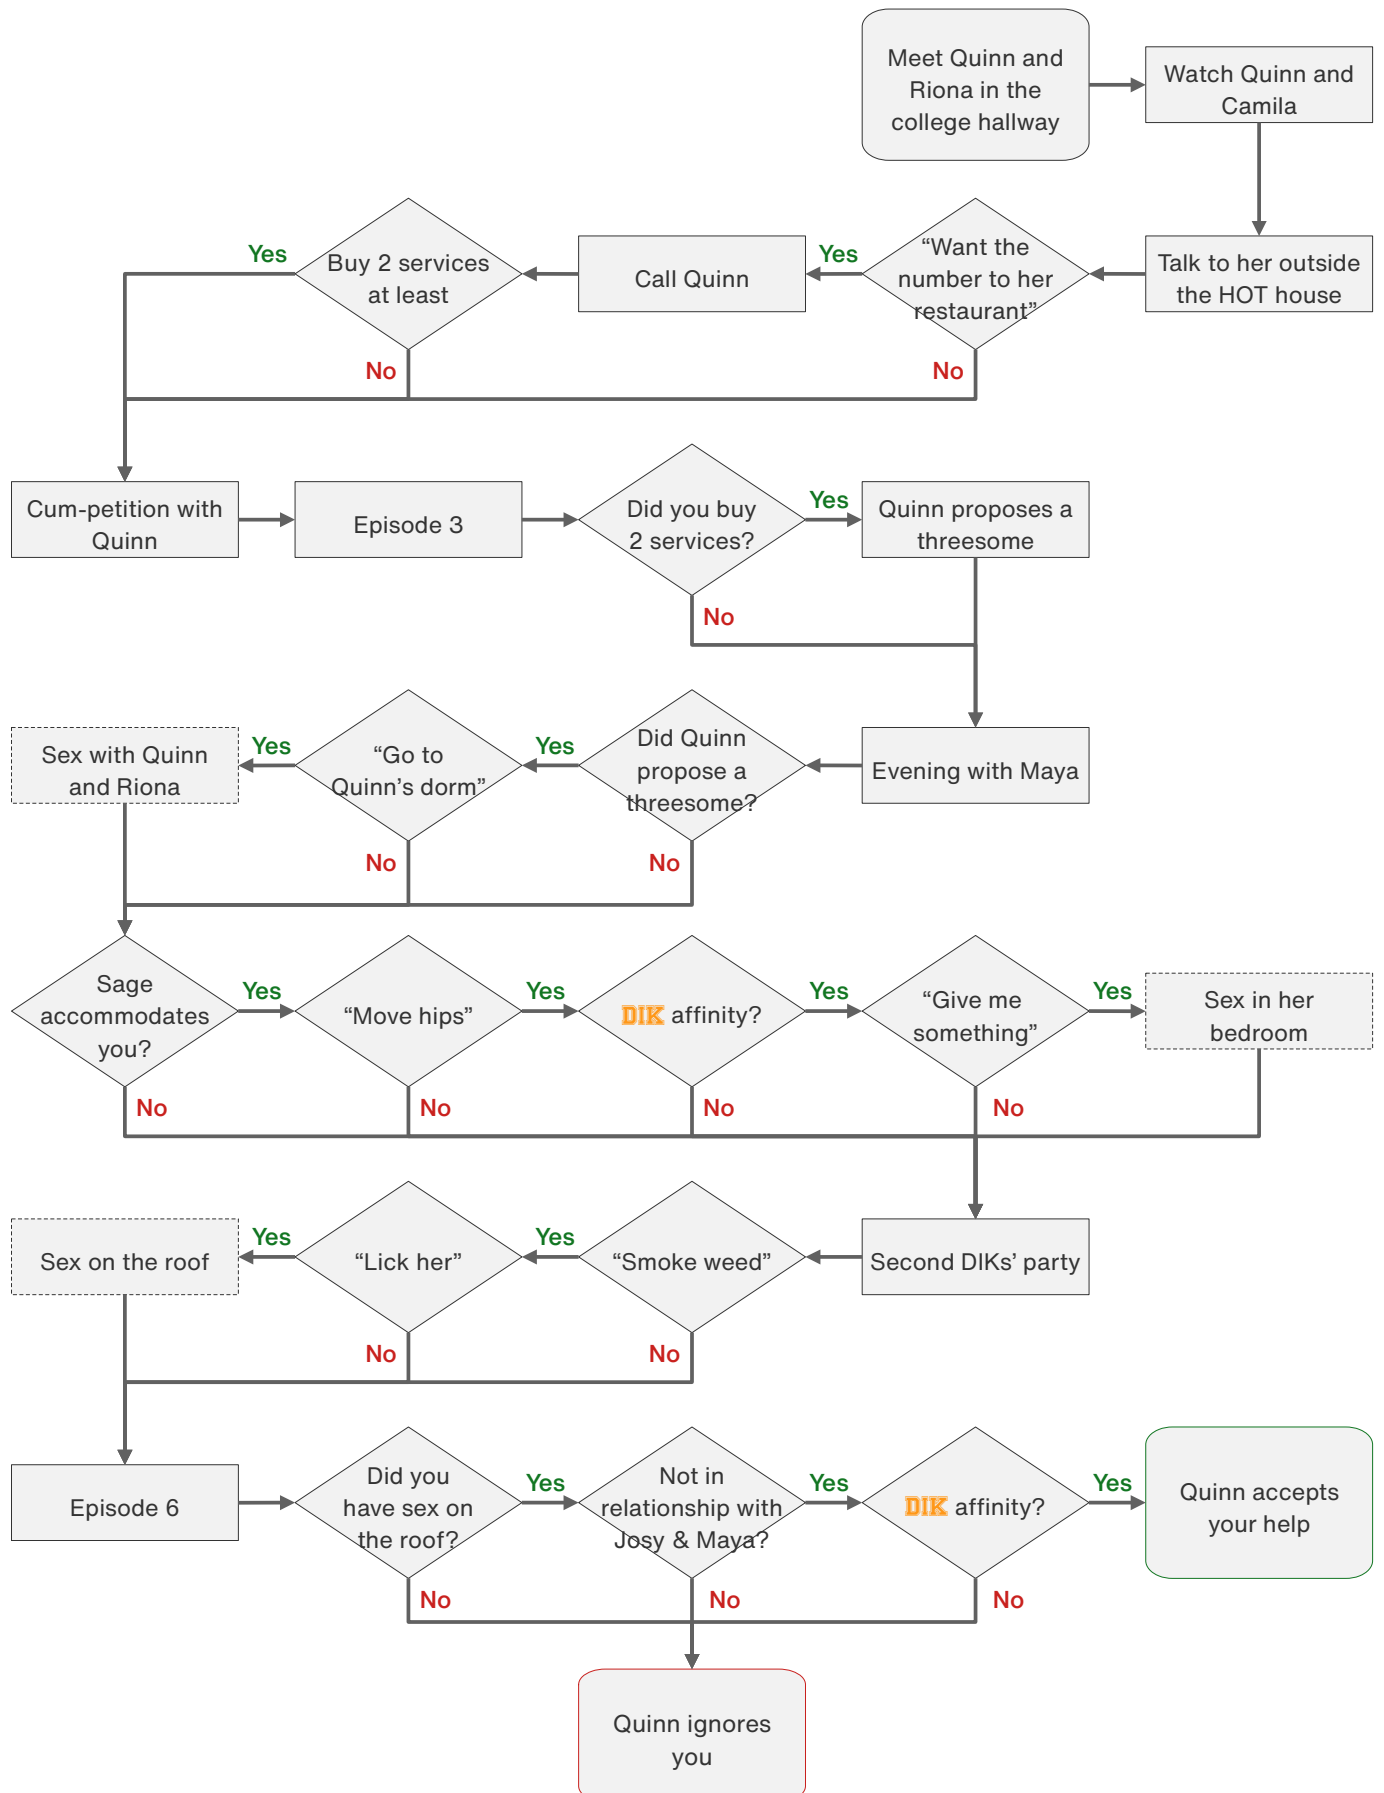 Meet Quinn and
Riona in the
college hallway
Watch Quinn and
Camila
Yes
Buy 2 services
at least
No
Call Quinn
Yes
“Want the
number to her
restaurant”
No
Talk to her outside
the HOT house
Cum-petition with
Quinn
Episode 3
Did you buy
2 services?
Yes
No
Quinn proposes a
threesome
Sex with Quinn
and Riona
Yes
“Go to
Quinn’s dorm”
No
Yes
Did Quinn
propose a
threesome?
No
Evening with Maya
Sage
accommodates
you?
Yes
No
“Move hips”
Yes
No
DIK affinity?
Yes
No
“Give me
something”
Yes
No
Sex in her
bedroom
Sex on the roof
Yes
“Lick her”
No
Yes
“Smoke weed”
No
Second DIKs’ party
Episode 6
Did you
have sex on
the roof?
Yes
No
Not in
relationship with
Josy & Maya?
Yes
No
DIK affinity?
Yes
No
Quinn accepts
your help
Quinn ignores
you